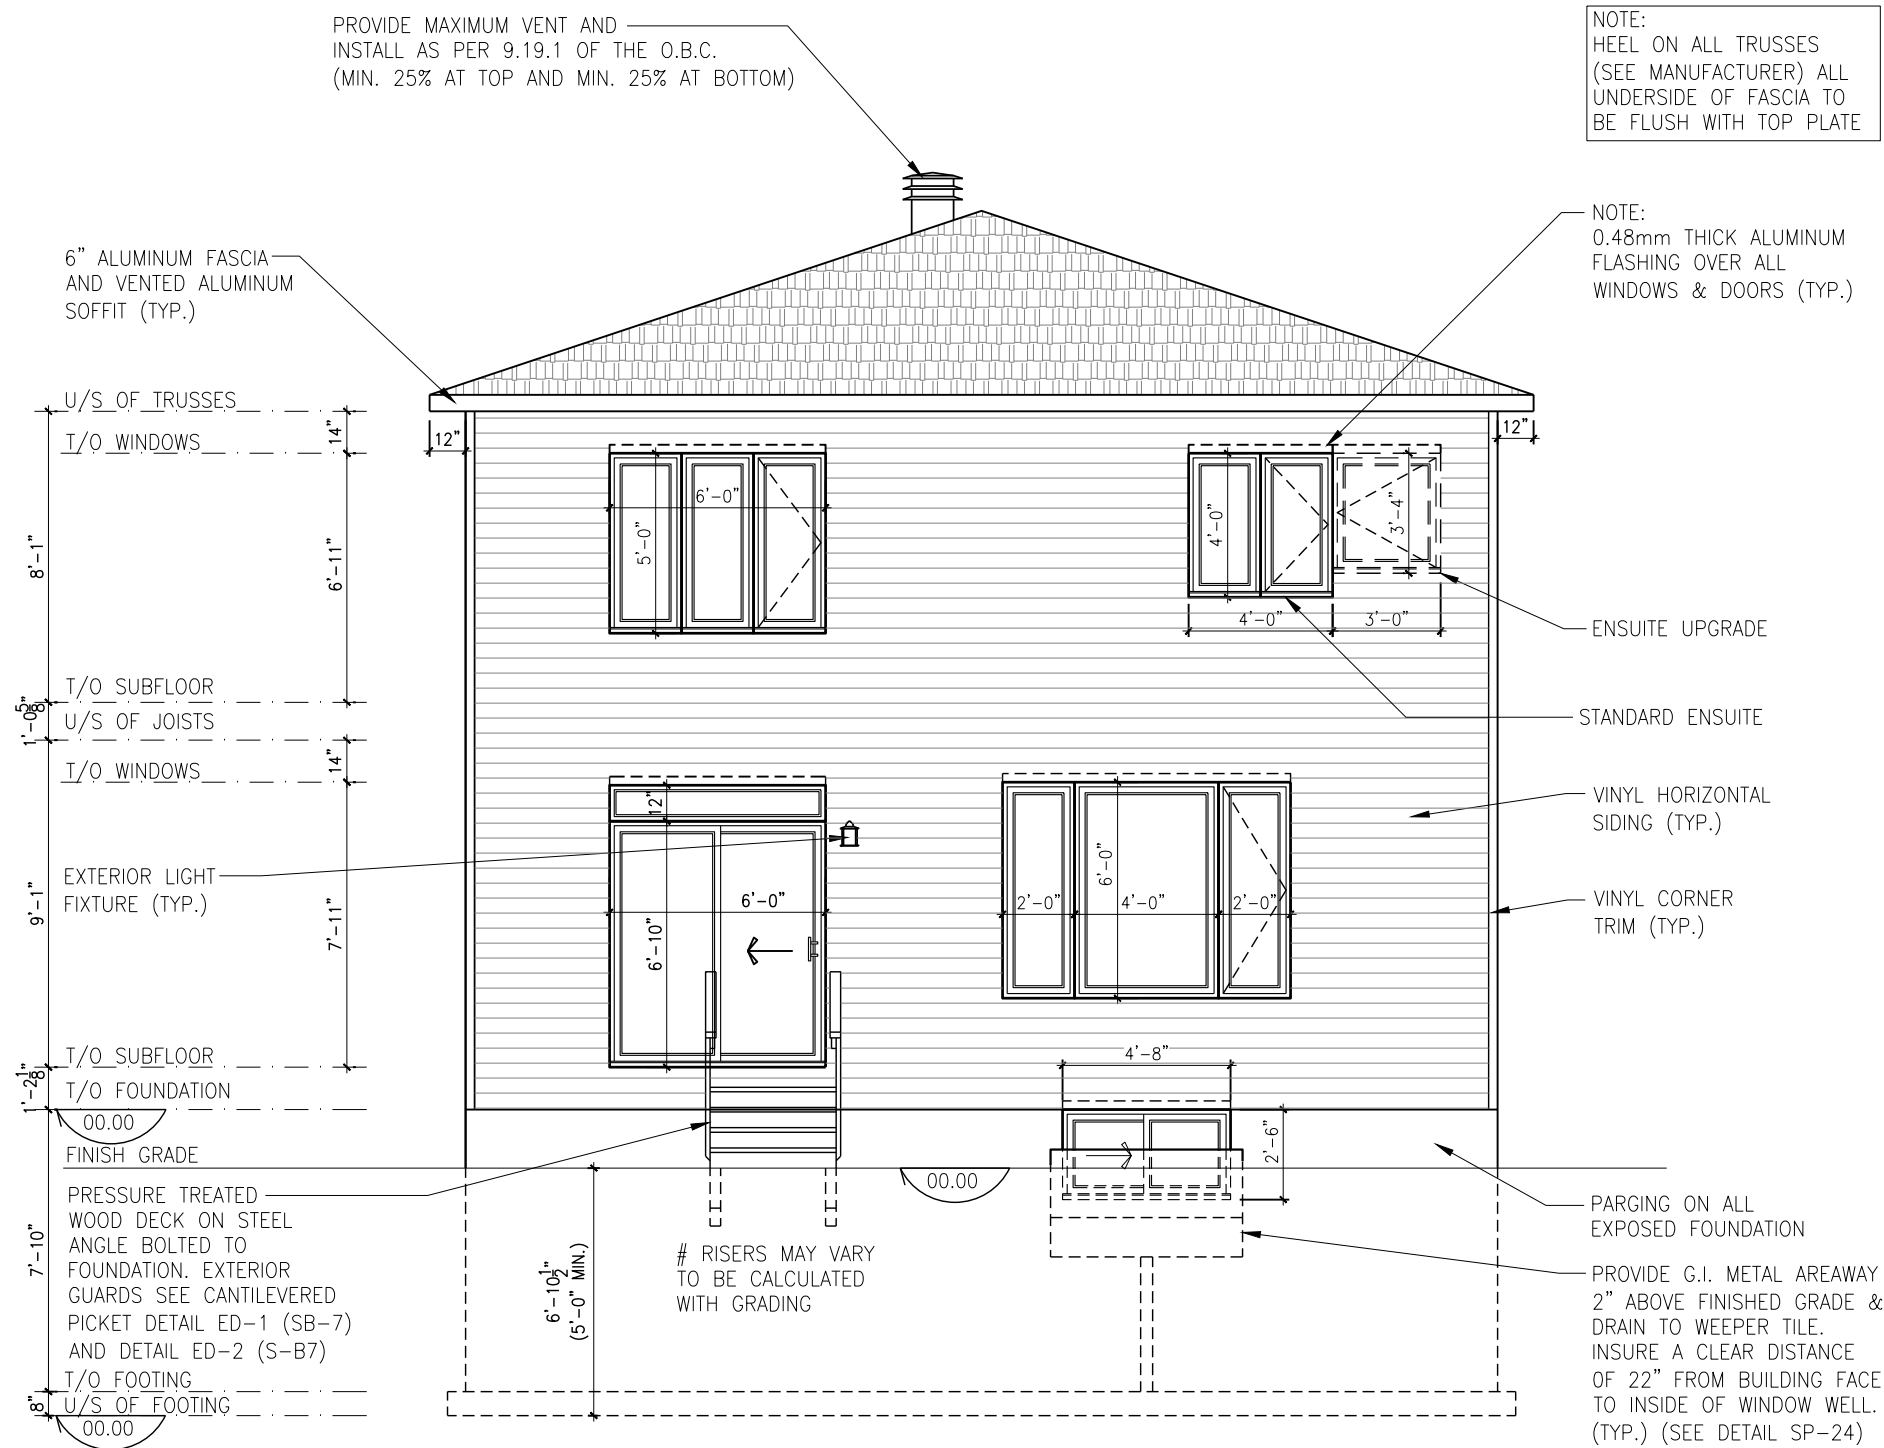 PROVIDE MAXIMUM VENT AND
INSTALL AS PER 9.19.1 OF THE O.B.C.
(MIN. 25% AT TOP AND MIN. 25% AT BOTTOM)
NOTE:
HEEL ON ALL TRUSSES
(SEE MANUFACTURER) ALL
UNDERSIDE OF FASCIA TO
BE FLUSH WITH TOP PLATE
NOTE:
0.48mm THICK ALUMINUM
FLASHING OVER ALL
WINDOWS & DOORS (TYP.)
6" ALUMINUM FASCIA
AND VENTED ALUMINUM
SOFFIT (TYP.)
U/S OF TRUSSES
T/O WINDOWS
14"
12"
12"
8'-1"
6'-11"
6'-0"
5'-0"
4'-0"
3'-4"
4'-0"
3'-0"
ENSUITE UPGRADE
STANDARD ENSUITE
T/O SUBFLOOR
1'-0 5/8"
U/S OF JOISTS
T/O WINDOWS
14"
12"
VINYL HORIZONTAL
SIDING (TYP.)
EXTERIOR LIGHT
FIXTURE (TYP.)
9'-1"
7'-11"
6'-0"
6'-10"
6'-0"
2'-0"
4'-0"
2'-0"
VINYL CORNER
TRIM (TYP.)
T/O SUBFLOOR
1'-2 1/8"
T/O FOUNDATION
00.00
4'-8"
2'-6"
FINISH GRADE
00.00
PRESSURE TREATED
WOOD DECK ON STEEL
ANGLE BOLTED TO
FOUNDATION. EXTERIOR
GUARDS SEE CANTILEVERED
PICKET DETAIL ED-1 (SB-7)
AND DETAIL ED-2 (S-B7)
7'-10"
6'-10 1/2"
(5'-0" MIN.)
# RISERS MAY VARY
TO BE CALCULATED
WITH GRADING
PARGING ON ALL
EXPOSED FOUNDATION
PROVIDE G.I. METAL AREAWAY
2" ABOVE FINISHED GRADE &
DRAIN TO WEEPER TILE.
INSURE A CLEAR DISTANCE
OF 22" FROM BUILDING FACE
TO INSIDE OF WINDOW WELL.
(TYP.) (SEE DETAIL SP-24)
T/O FOOTING
8"
U/S OF FOOTING
00.00